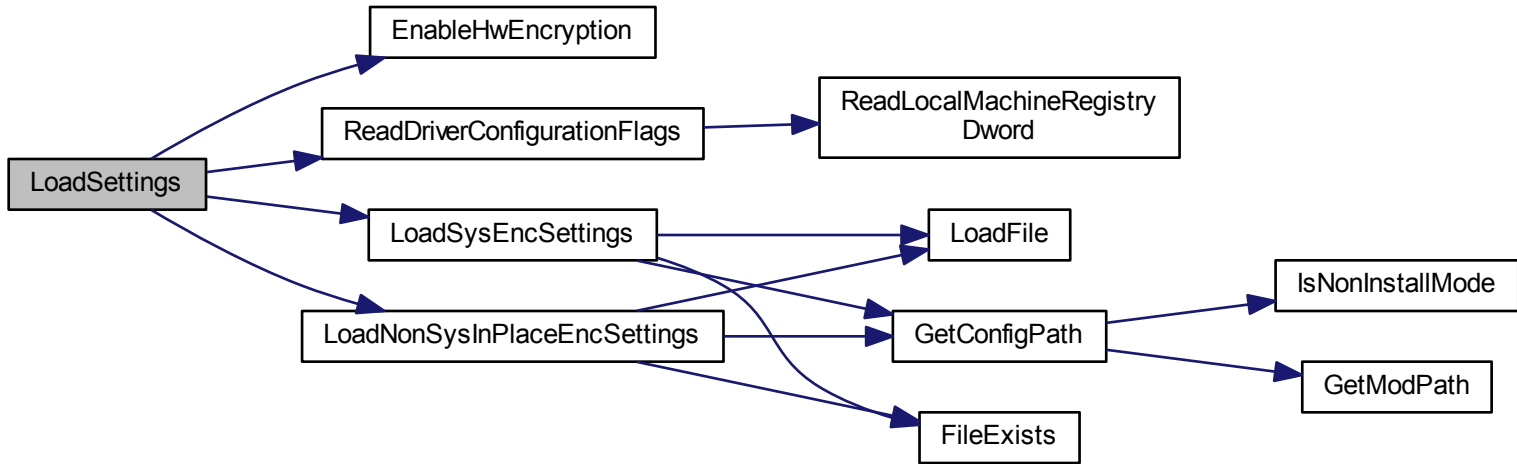 EnableHwEncryption
ReadLocalMachineRegistry
Dword
ReadDriverConfigurationFlags
LoadSettings
LoadSysEncSettings
LoadFile
IsNonInstallMode
LoadNonSysInPlaceEncSettings
GetConfigPath
GetModPath
FileExists